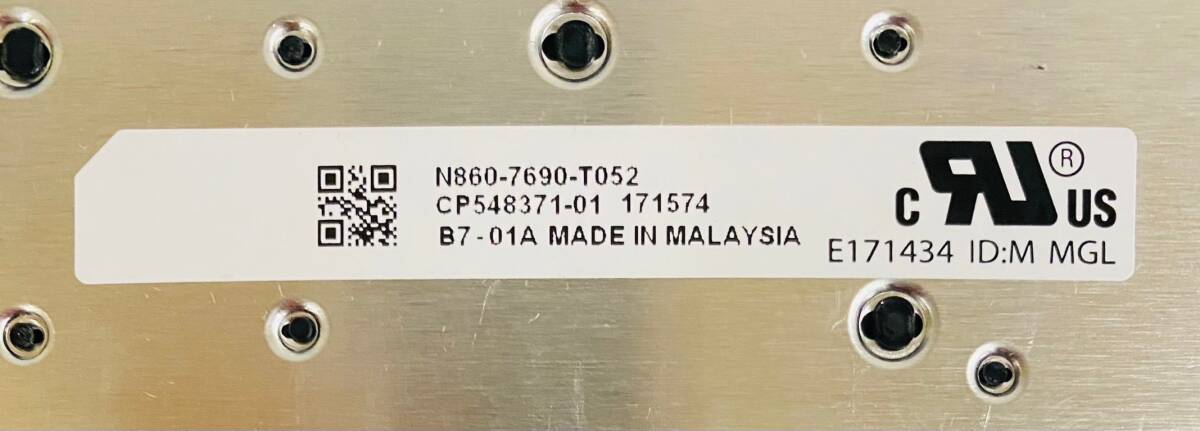 N860-7690-T052
CP548371-01 171574
B7-01A MADE IN MALAYSIA
C RU ® US
E171434 ID:M MGL